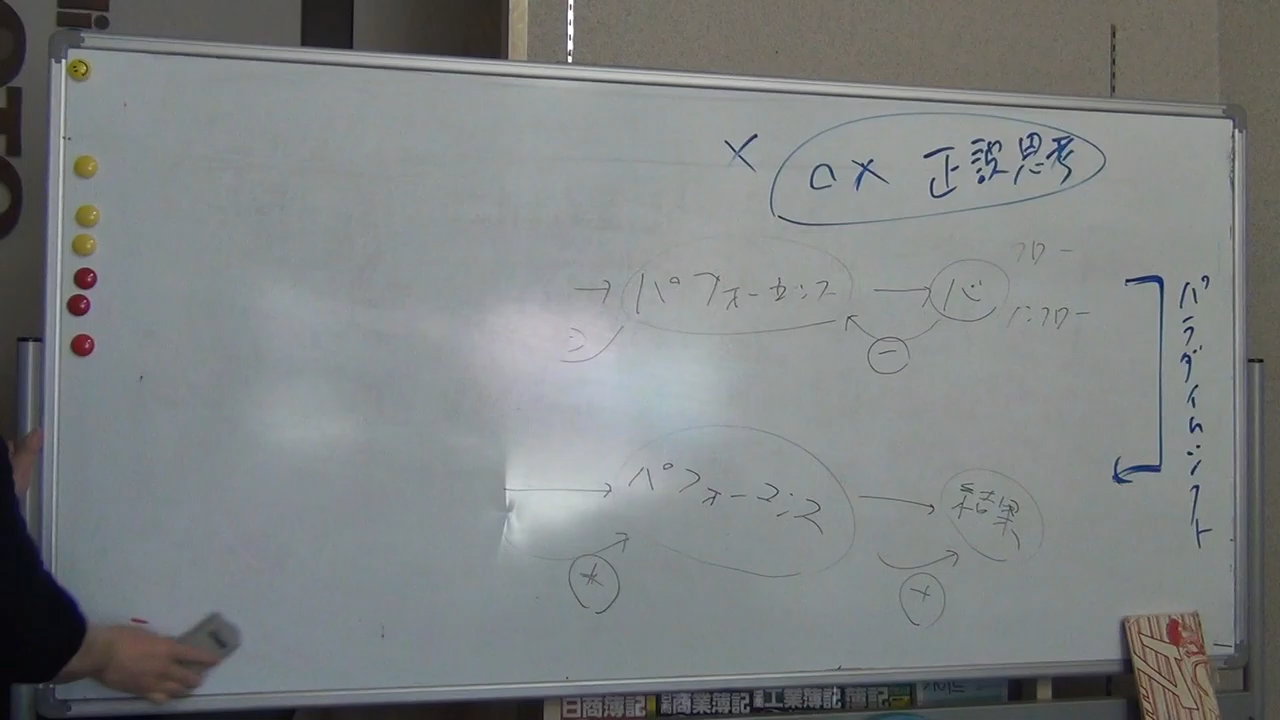 × ○× 正誤思考
フロー
→ パフォーマンス → 心
ノンフロー
−
パラダイムシフト
→ パフォーマンス → 結果
+
+
日商簿記 商業簿記 工業簿記 簿記